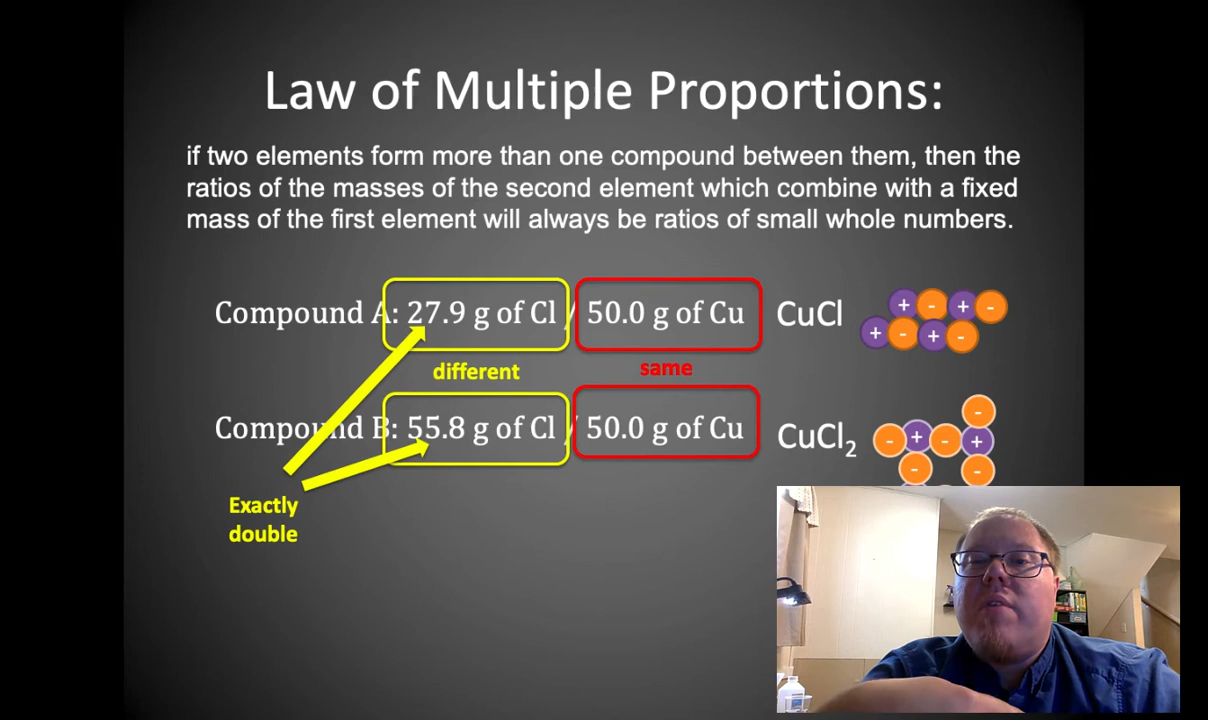 Law of Multiple Proportions:
if two elements form more than one compound between them, then the
ratios of the masses of the second element which combine with a fixed
mass of the first element will always be ratios of small whole numbers.
Compound A: 27.9 g of Cl / 50.0 g of Cu CuCl
+ - + -
+ - + -
different same
Compound B: 55.8 g of Cl / 50.0 g of Cu CuCl₂
-
- + - +
- -
Exactly
double